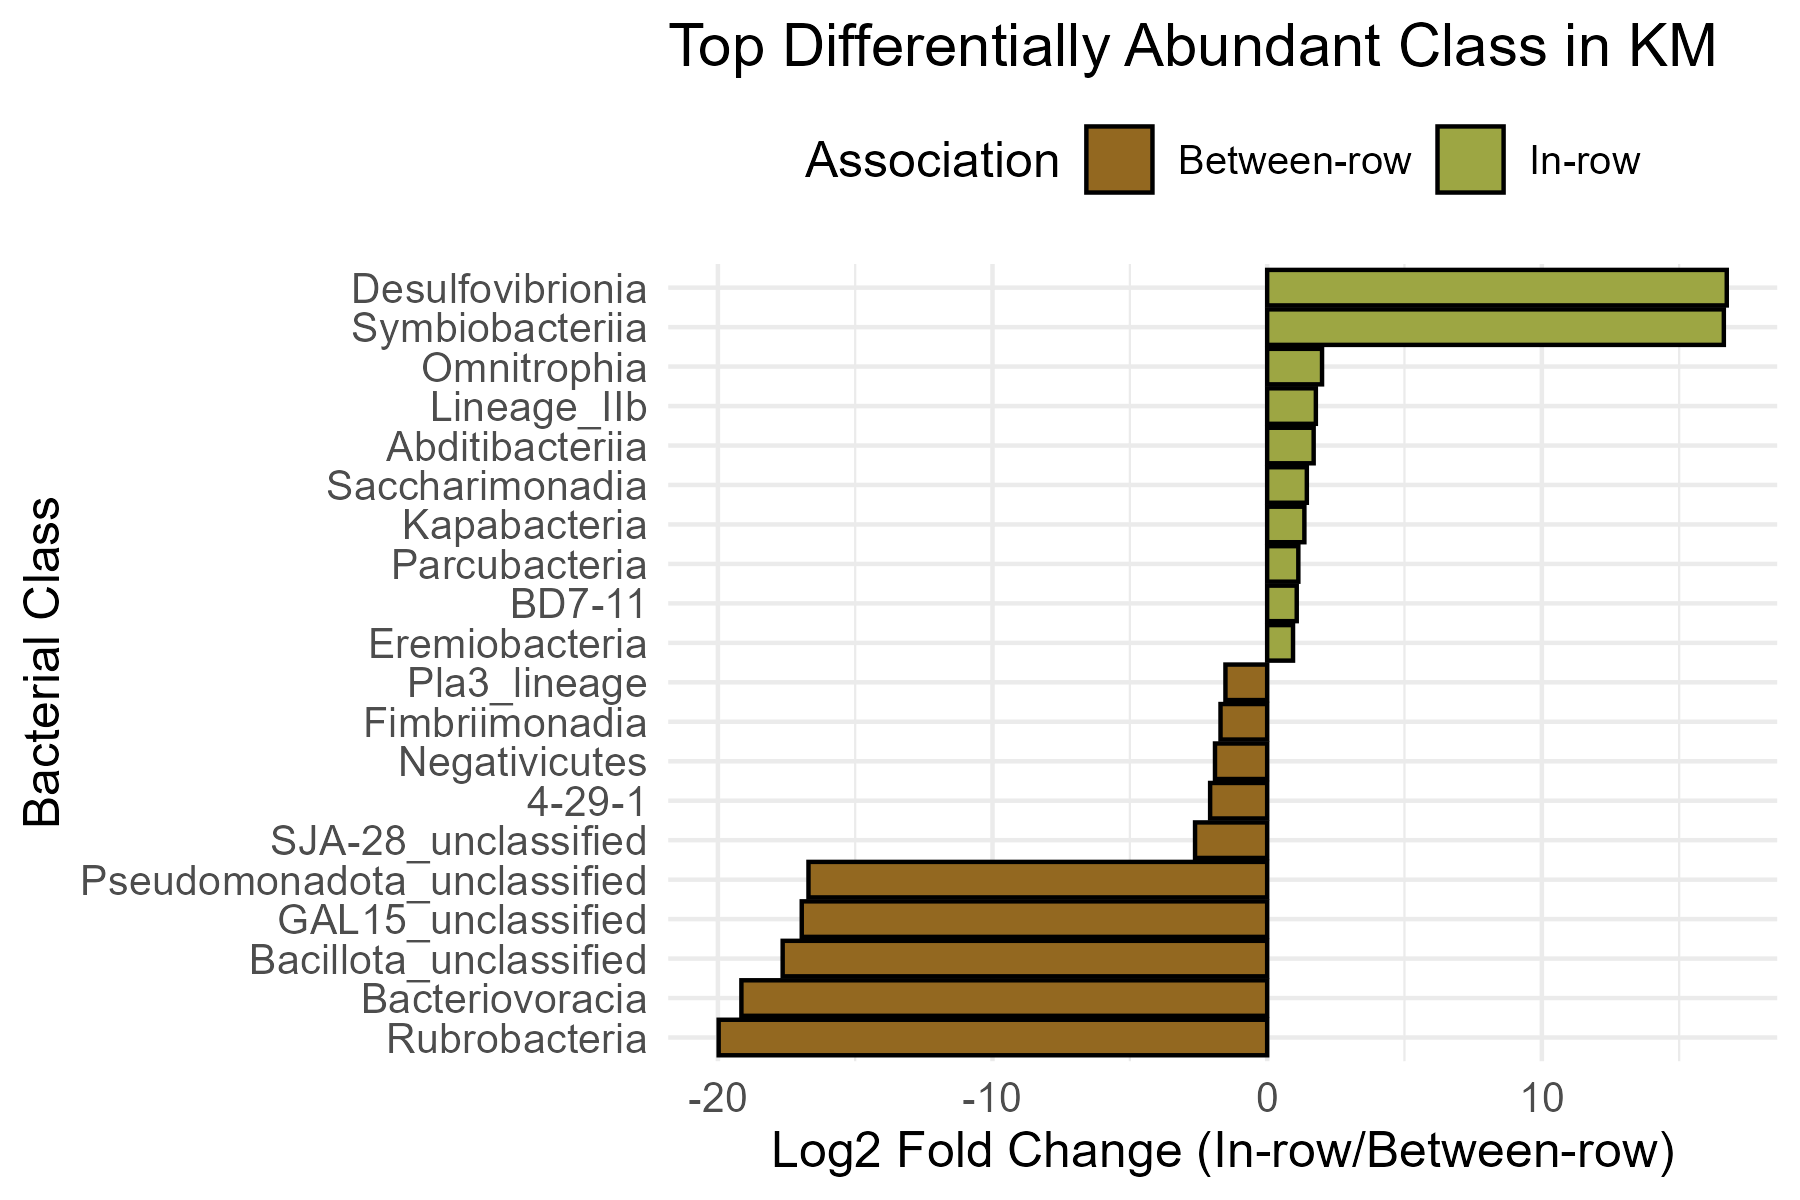 Top Differentially Abundant Class in KM
Association Between-row In-row
Bacterial Class
Desulfovibrionia
Symbiobacteriia
Omnitrophia
Lineage_IIb
Abditibacteriia
Saccharimonadia
Kapabacteria
Parcubacteria
BD7-11
Eremiobacteria
Pla3_lineage
Fimbriimonadia
Negativicutes
4-29-1
SJA-28_unclassified
Pseudomonadota_unclassified
GAL15_unclassified
Bacillota_unclassified
Bacteriovoracia
Rubrobacteria
-20 -10 0 10
Log2 Fold Change (In-row/Between-row)